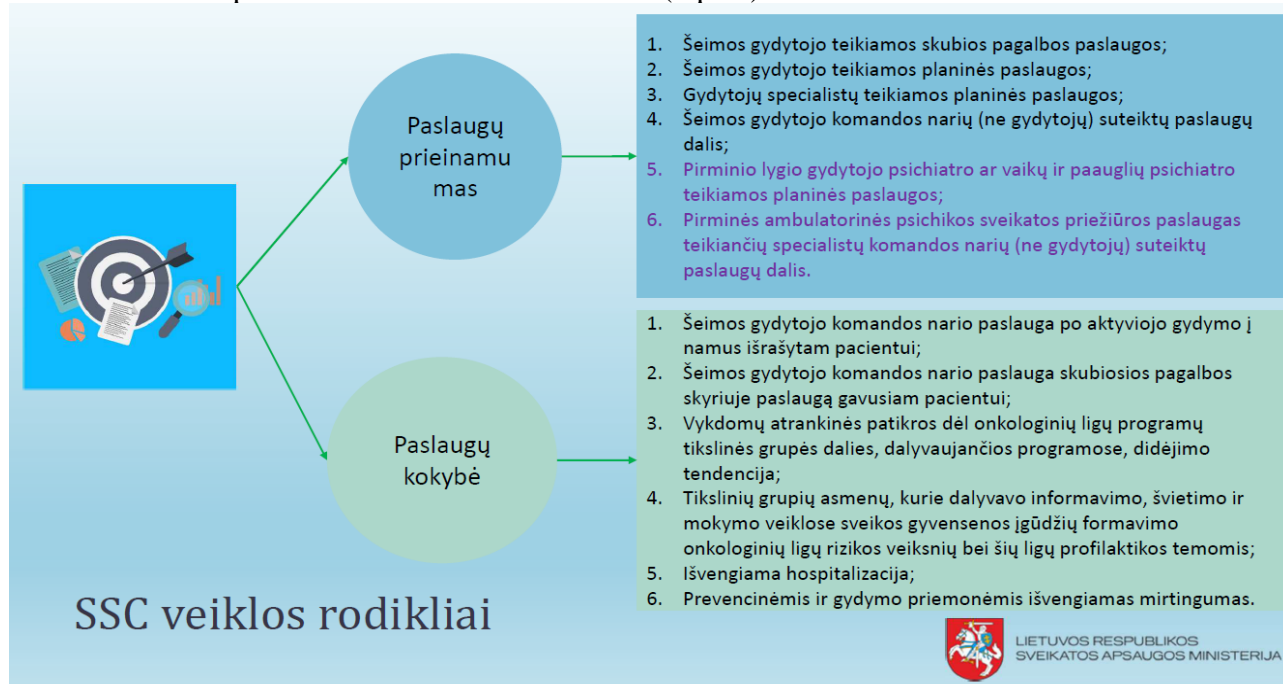 Paslaugų
prieinamu
mas
1. Šeimos gydytojo teikiamos skubios pagalbos paslaugos;
2. Šeimos gydytojo teikiamos planinės paslaugos;
3. Gydytojų specialistų teikiamos planinės paslaugos;
4. Šeimos gydytojo komandos narių (ne gydytojų) suteiktų paslaugų
dalis;
5. Pirminio lygio gydytojo psichiatro ar vaikų ir paauglių psichiatro
teikiamos planinės paslaugos;
6. Pirminės ambulatorinės psichikos sveikatos priežiūros paslaugas
teikiančių specialistų komandos narių (ne gydytojų) suteiktų
paslaugų dalis.
Paslaugų
kokybė
1. Šeimos gydytojo komandos nario paslauga po aktyviojo gydymo į
namus išrašytam pacientui;
2. Šeimos gydytojo komandos nario paslauga skubiosios pagalbos
skyriuje paslaugą gavusiam pacientui;
3. Vykdomų atrankinės patikros dėl onkologinių ligų programų
tikslinės grupės dalies, dalyvaujančios programose, didėjimo
tendencija;
4. Tikslinių grupių asmenų, kurie dalyvavo informavimo, švietimo ir
mokymo veiklose sveikos gyvensenos įgūdžių formavimo
onkologinių ligų rizikos veiksnių bei šių ligų profilaktikos temomis;
5. Išvengiama hospitalizacija;
6. Prevencinėmis ir gydymo priemonėmis išvengiamas mirtingumas.
SSC veiklos rodikliai
LIETUVOS RESPUBLIKOS
SVEIKATOS APSAUGOS MINISTERIJA